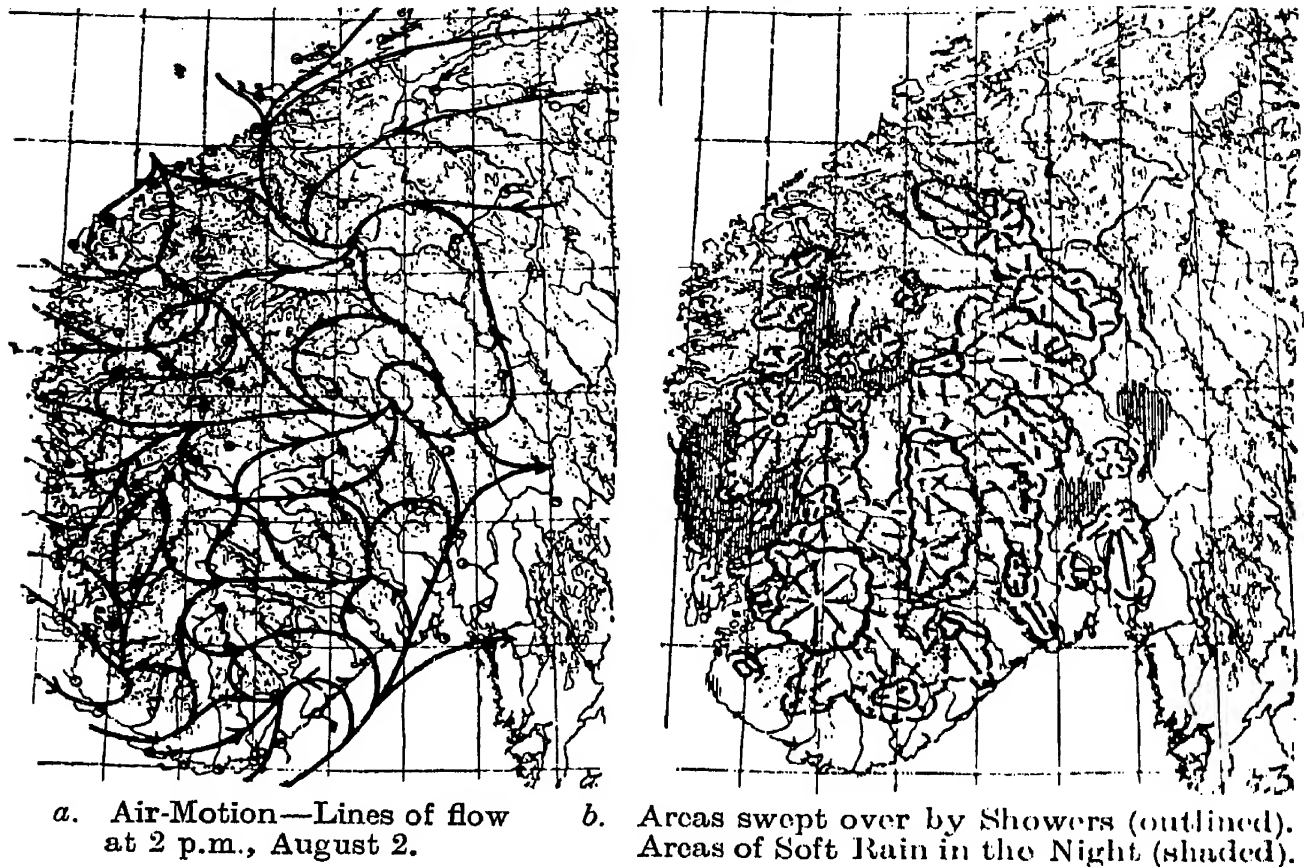 a. Air-Motion—Lines of flow
at 2 p.m., August 2.
b. Areas swept over by Showers (outlined).
Areas of Soft Rain in the Night (shaded).